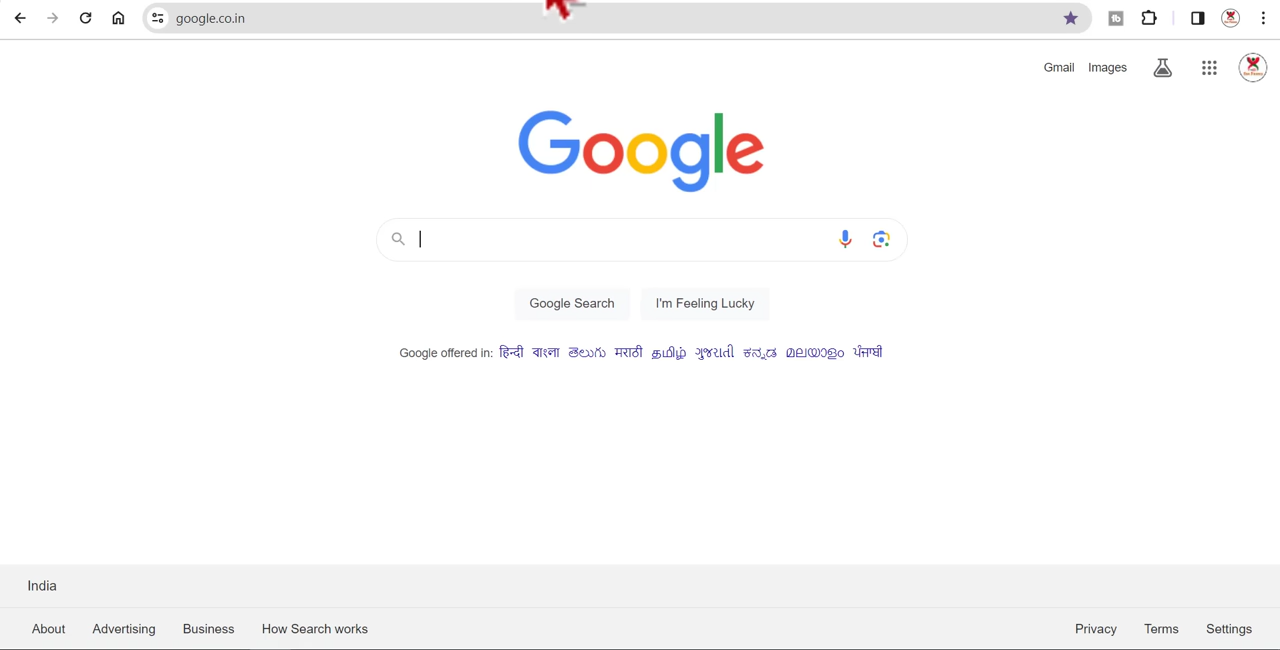 google.co.in
Gmail Images
Google
Google Search I'm Feeling Lucky
Google offered in: हिन्दी বাংলা తెలుగు मराठी தமிழ் ગુજરાતી ಕನ್ನಡ മലയാളം ਪੰਜਾਬੀ
India
About Advertising Business How Search works Privacy Terms Settings